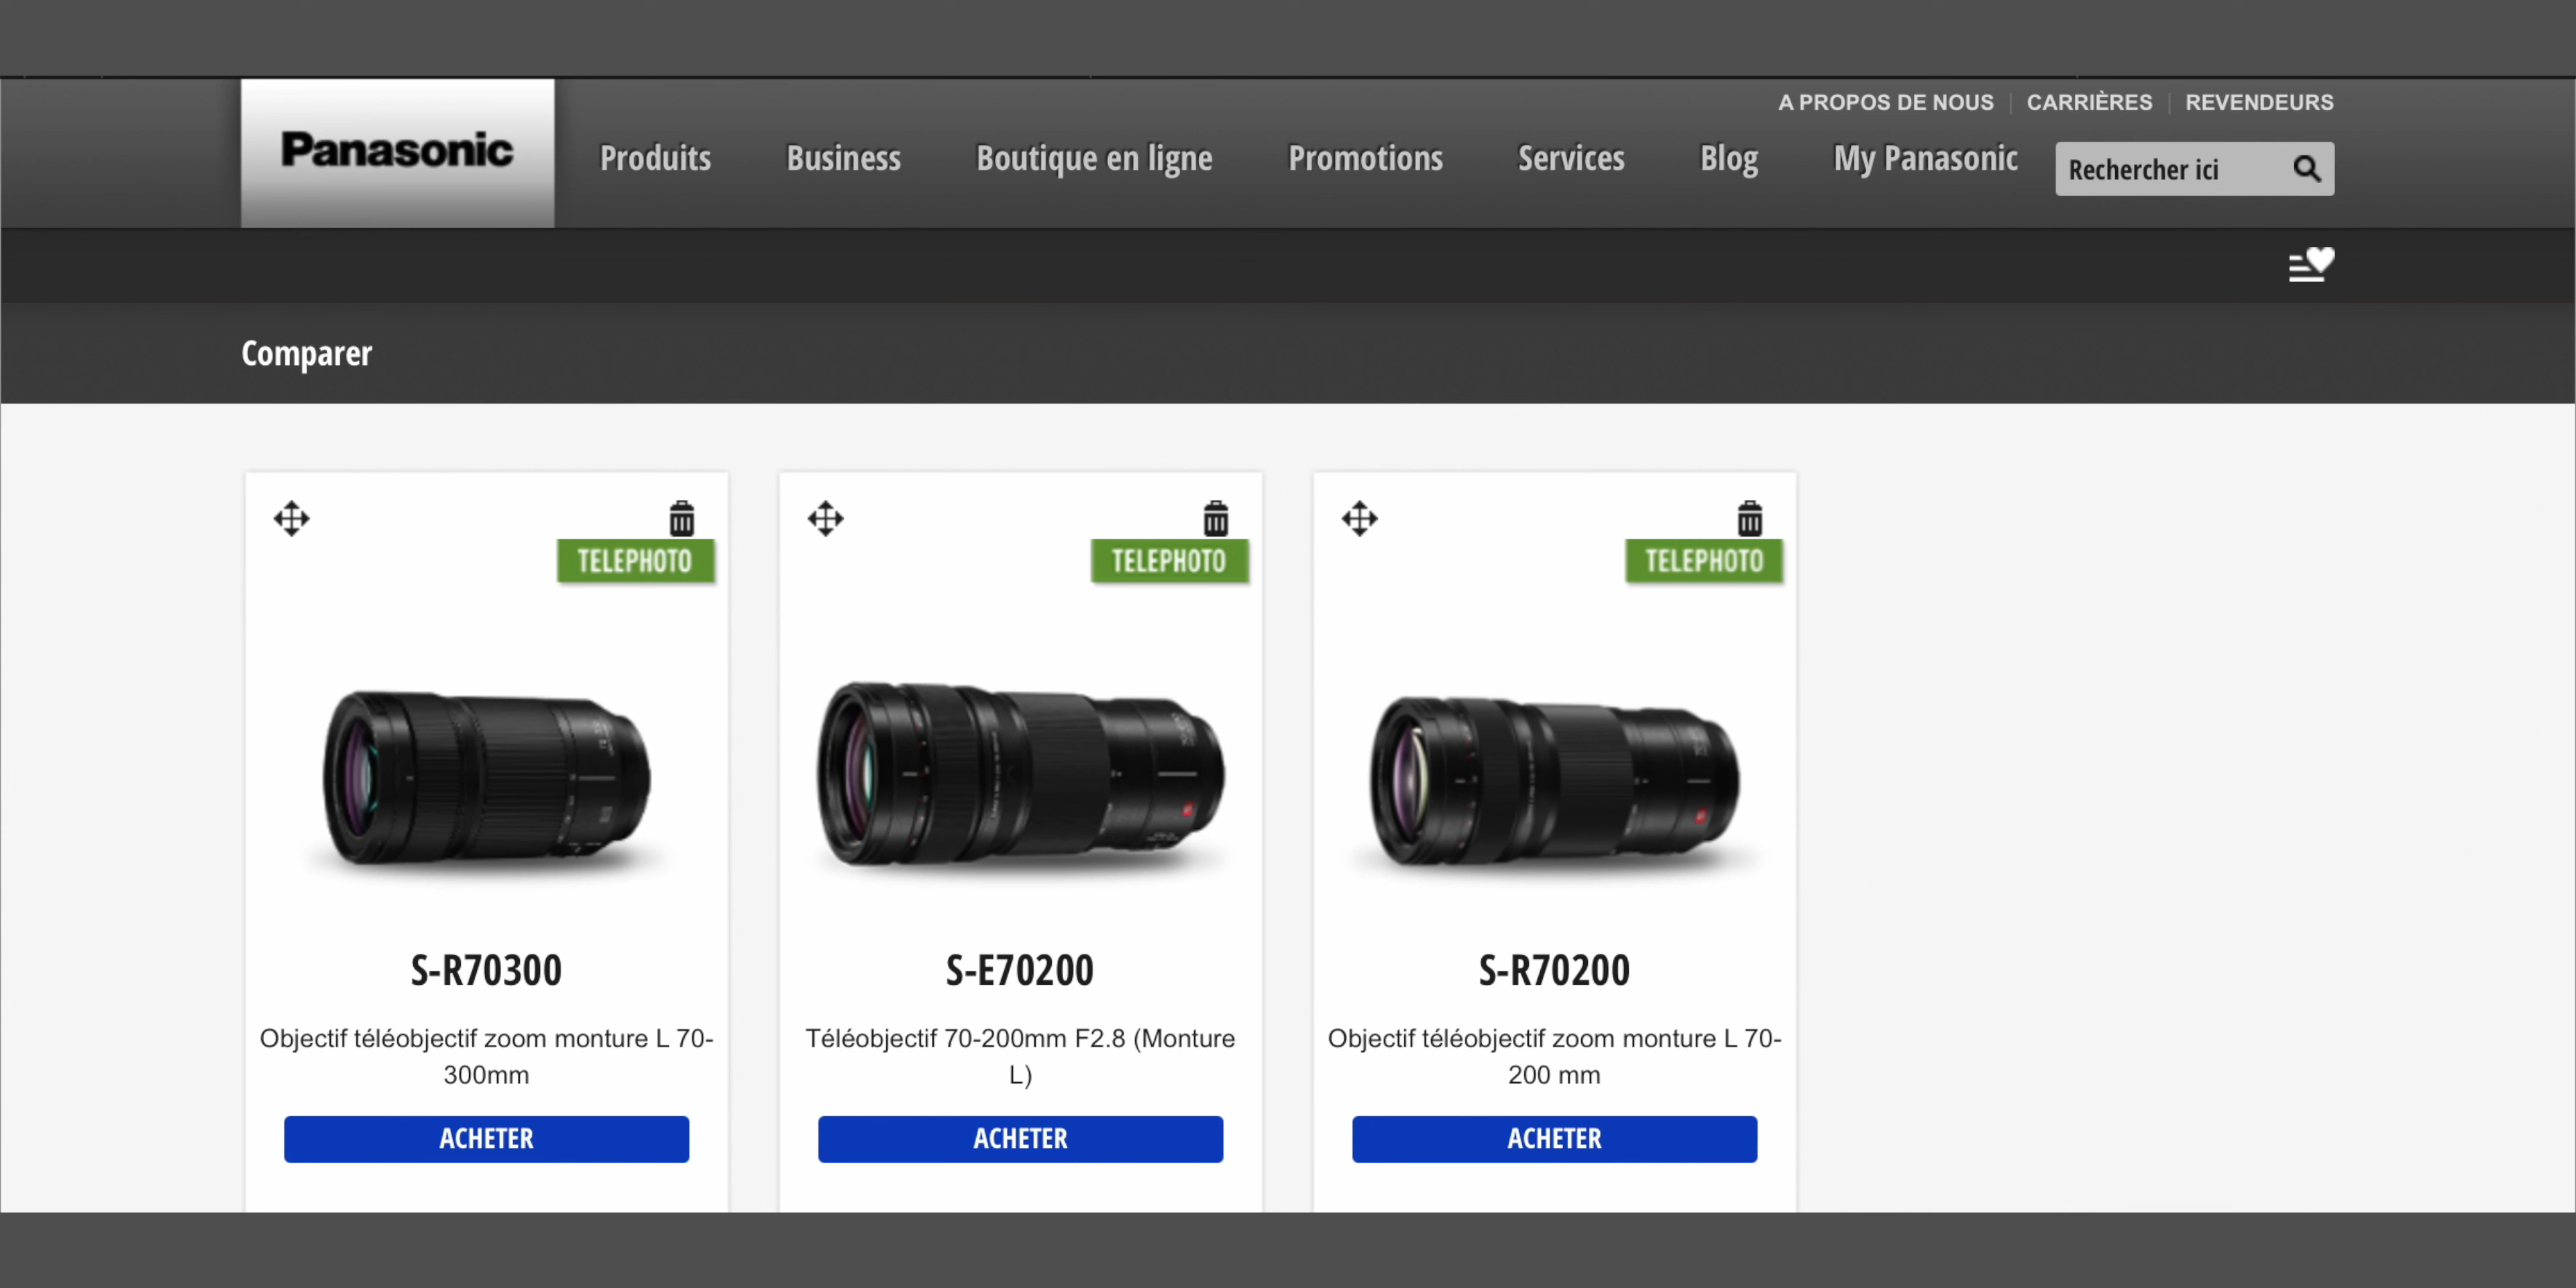 A PROPOS DE NOUS CARRIÈRES REVENDEURS
Panasonic Produits Business Boutique en ligne Promotions Services Blog My Panasonic Rechercher ici
Comparer
TELEPHOTO
TELEPHOTO
TELEPHOTO
S-R70300
Objectif téléobjectif zoom monture L 70-
300mm
ACHETER
S-E70200
Téléobjectif 70-200mm F2.8 (Monture
L)
ACHETER
S-R70200
Objectif téléobjectif zoom monture L 70-
200 mm
ACHETER